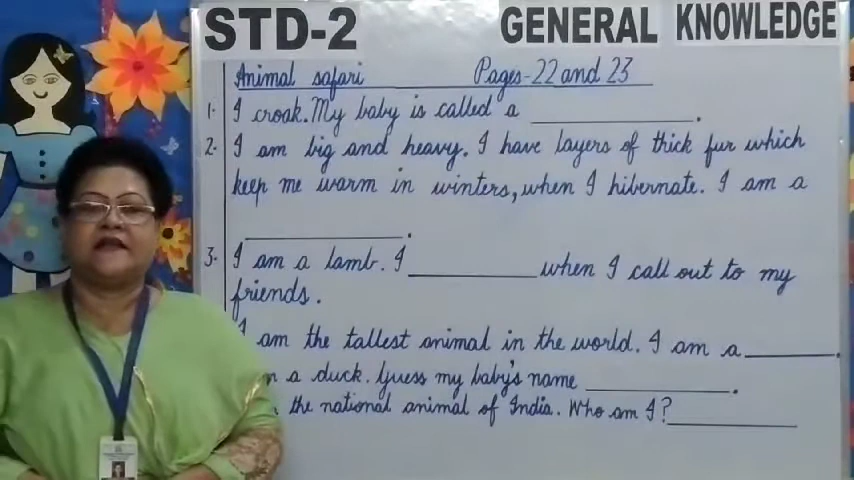 STD-2 GENERAL KNOWLEDGE
Animal safari Pages-22 and 23
1. I croak. My baby is called a ____________.
2. I am big and heavy. I have layers of thick fur which
keep me warm in winters, when I hibernate. I am a
____________.
3. I am a lamb. I ____________ when I call out to my
friends.
I am the tallest animal in the world. I am a ____________.
a duck. Guess my baby's name ____________.
the national animal of India. Who am I? ____________